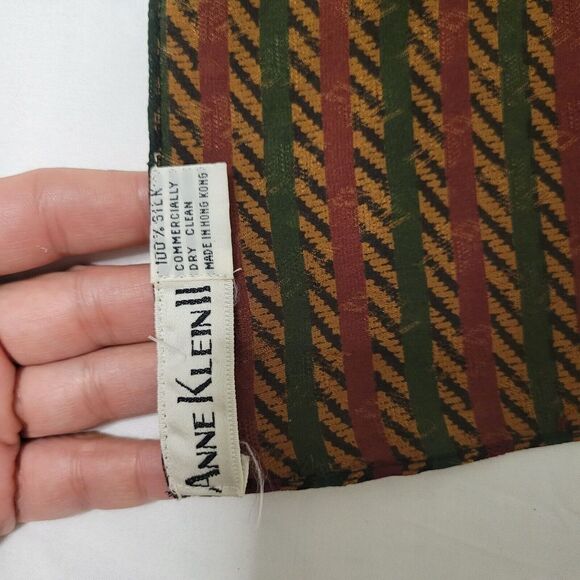 100% SILK
COMMERCIALLY
DRY CLEAN
MADE IN HONG KONG
ANNE KLEIN II